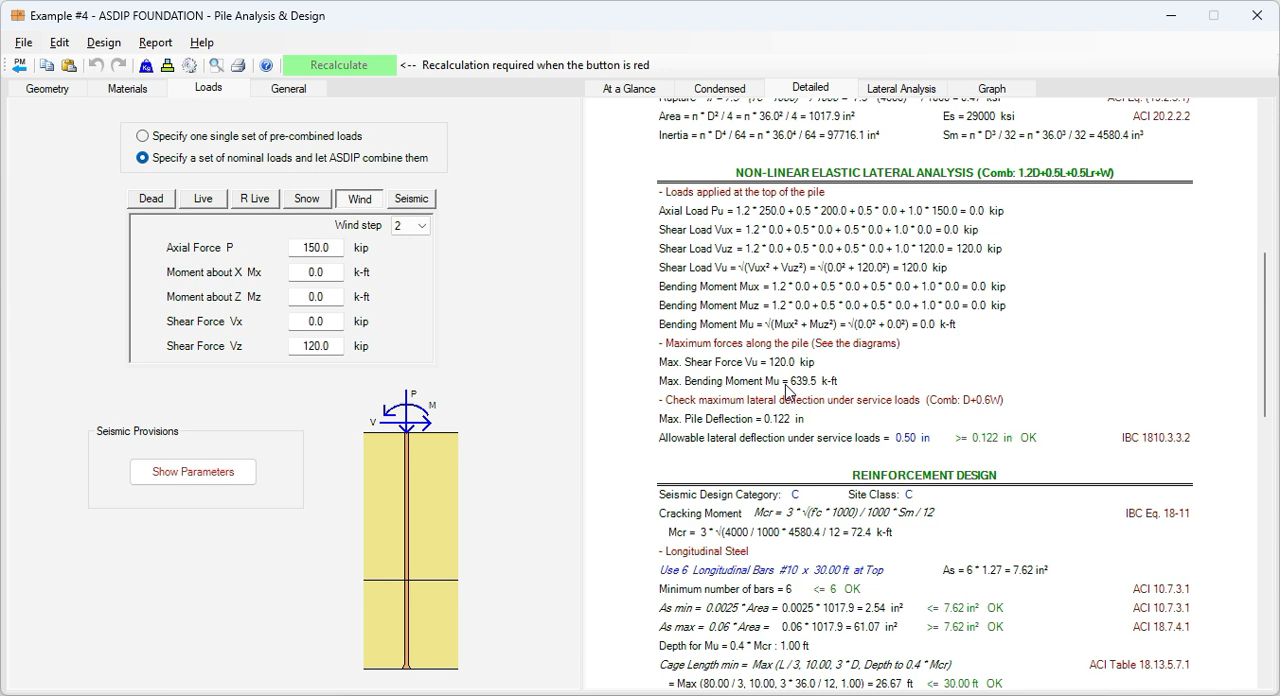 Example #4 - ASDIP FOUNDATION - Pile Analysis & Design
File Edit Design Report Help
PM Kg Recalculate <-- Recalculation required when the button is red
Geometry Materials Loads General At a Glance Condensed Detailed Lateral Analysis Graph
Specify one single set of pre-combined loads
Specify a set of nominal loads and let ASDIP combine them
Dead Live R Live Snow Wind Seismic
Wind step 2
Axial Force P 150.0 kip
Moment about X Mx 0.0 k-ft
Moment about Z Mz 0.0 k-ft
Shear Force Vx 0.0 kip
Shear Force Vz 120.0 kip
P
M
V
Seismic Provisions
Show Parameters
Area = n * D² / 4 = n * 36.0² / 4 = 1017.9 in² Es = 29000 ksi ACI 20.2.2.2
Inertia = n * D⁴ / 64 = n * 36.0⁴ / 64 = 97716.1 in⁴ Sm = n * D³ / 32 = n * 36.0³ / 32 = 4580.4 in³
NON-LINEAR ELASTIC LATERAL ANALYSIS (Comb: 1.2D+0.5L+0.5Lr+W)
- Loads applied at the top of the pile
Axial Load Pu = 1.2 * 250.0 + 0.5 * 200.0 + 0.5 * 0.0 + 1.0 * 150.0 = 0.0 kip
Shear Load Vux = 1.2 * 0.0 + 0.5 * 0.0 + 0.5 * 0.0 + 1.0 * 0.0 = 0.0 kip
Shear Load Vuz = 1.2 * 0.0 + 0.5 * 0.0 + 0.5 * 0.0 + 1.0 * 120.0 = 120.0 kip
Shear Load Vu = √(Vux² + Vuz²) = √(0.0² + 120.0²) = 120.0 kip
Bending Moment Mux = 1.2 * 0.0 + 0.5 * 0.0 + 0.5 * 0.0 + 1.0 * 0.0 = 0.0 kip
Bending Moment Muz = 1.2 * 0.0 + 0.5 * 0.0 + 0.5 * 0.0 + 1.0 * 0.0 = 0.0 kip
Bending Moment Mu = √(Mux² + Muz²) = √(0.0² + 0.0²) = 0.0 k-ft
- Maximum forces along the pile (See the diagrams)
Max. Shear Force Vu = 120.0 kip
Max. Bending Moment Mu = 639.5 k-ft
- Check maximum lateral deflection under service loads (Comb: D+0.6W)
Max. Pile Deflection = 0.122 in
Allowable lateral deflection under service loads = 0.50 in >= 0.122 in OK IBC 1810.3.3.2
REINFORCEMENT DESIGN
Seismic Design Category: C Site Class: C
Cracking Moment Mcr = 3 * √(f'c * 1000) / 1000 * Sm / 12 IBC Eq. 18-11
Mcr = 3 * √(4000 / 1000 * 4580.4 / 12 = 72.4 k-ft
- Longitudinal Steel
Use 6 Longitudinal Bars #10 x 30.00 ft at Top As = 6 * 1.27 = 7.62 in²
Minimum number of bars = 6 <= 6 OK ACI 10.7.3.1
As min = 0.0025 * Area = 0.0025 * 1017.9 = 2.54 in² <= 7.62 in² OK ACI 10.7.3.1
As max = 0.06 * Area = 0.06 * 1017.9 = 61.07 in² >= 7.62 in² OK ACI 18.7.4.1
Depth for Mu = 0.4 * Mcr : 1.00 ft
Cage Length min = Max (L / 3, 10.00, 3 * D, Depth to 0.4 * Mcr) ACI Table 18.13.5.7.1
= Max (80.00 / 3, 10.00, 3 * 36.0 / 12, 1.00) = 26.67 ft <= 30.00 ft OK